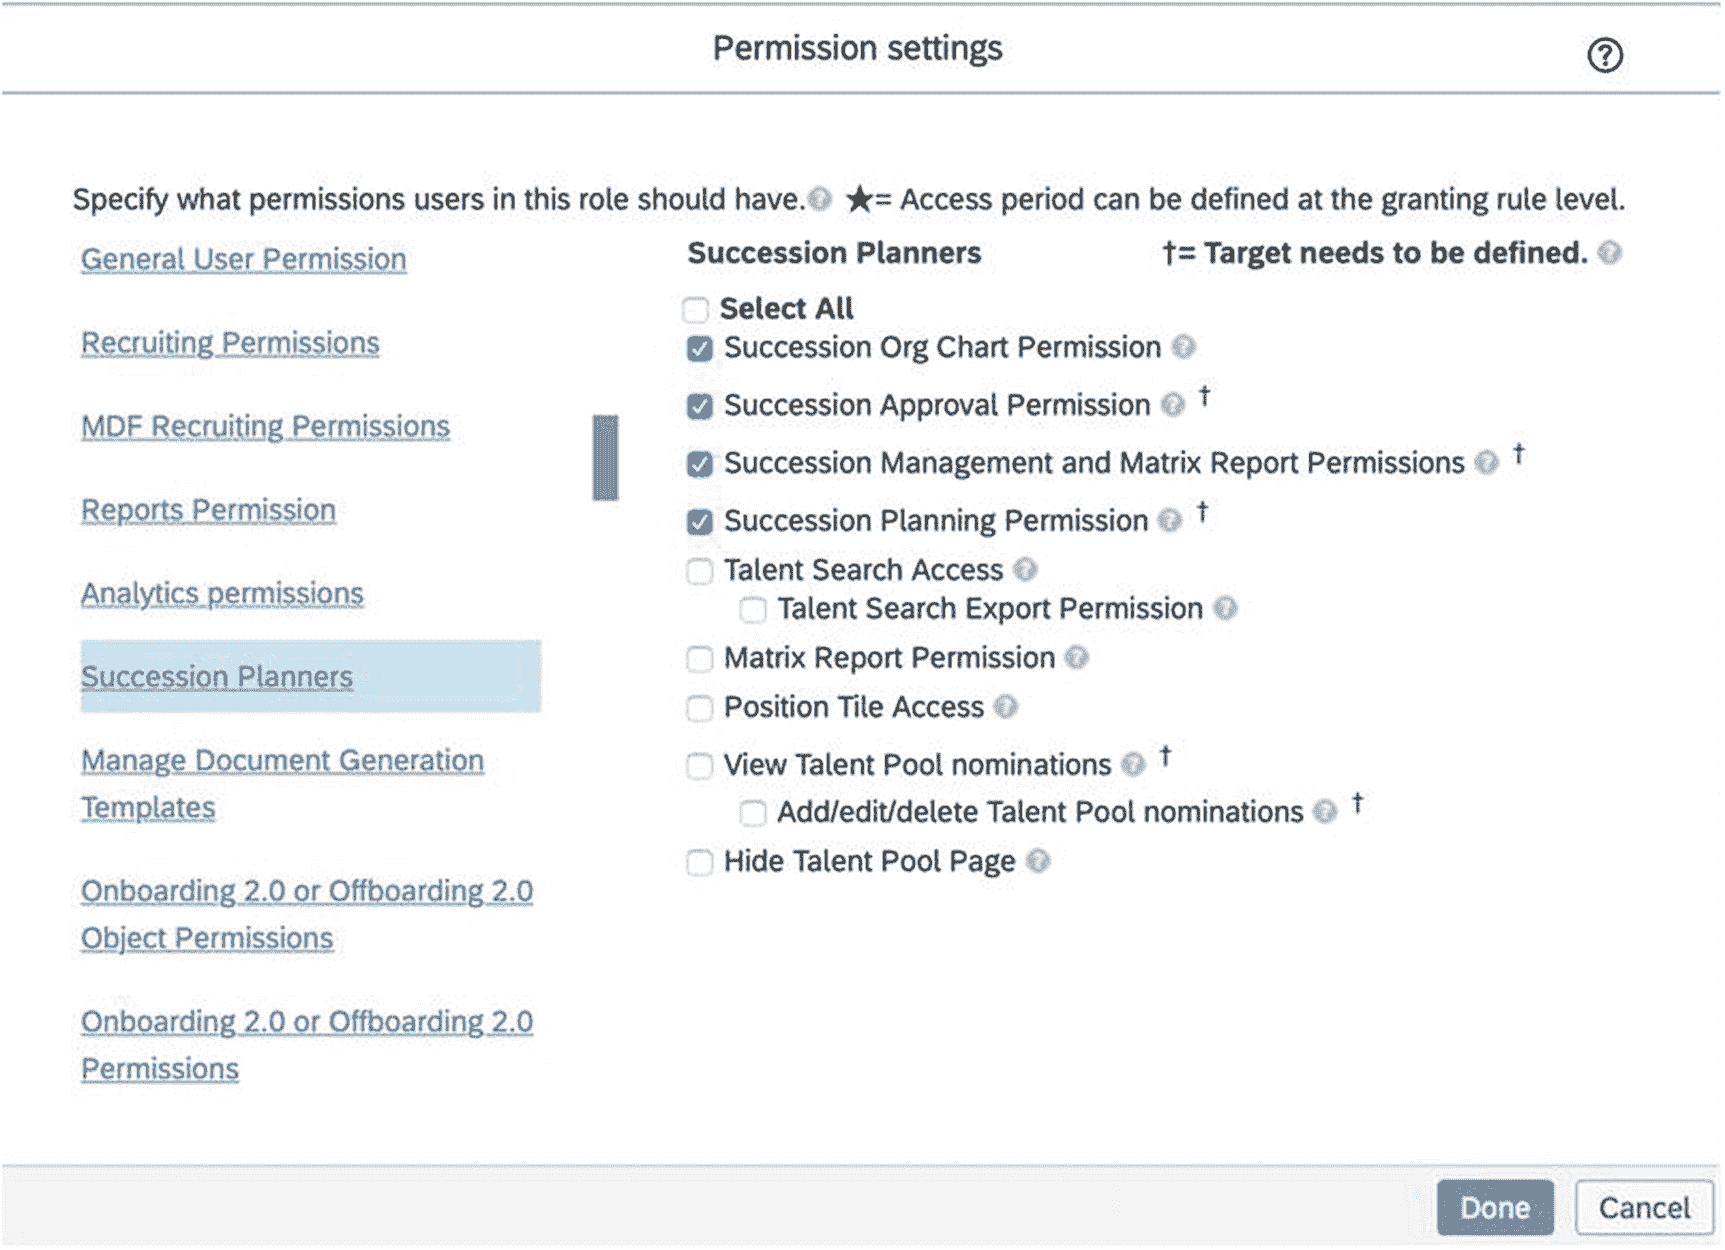 Permission settings
Specify what permissions users in this role should have. ★= Access period can be defined at the granting rule level.
General User Permission
Recruiting Permissions
MDF Recruiting Permissions
Reports Permission
Analytics permissions
Succession Planners
Manage Document Generation
Templates
Onboarding 2.0 or Offboarding 2.0
Object Permissions
Onboarding 2.0 or Offboarding 2.0
Permissions
Succession Planners †= Target needs to be defined.
Select All
Succession Org Chart Permission
Succession Approval Permission †
Succession Management and Matrix Report Permissions †
Succession Planning Permission †
Talent Search Access
Talent Search Export Permission
Matrix Report Permission
Position Tile Access
View Talent Pool nominations †
Add/edit/delete Talent Pool nominations †
Hide Talent Pool Page
Done Cancel